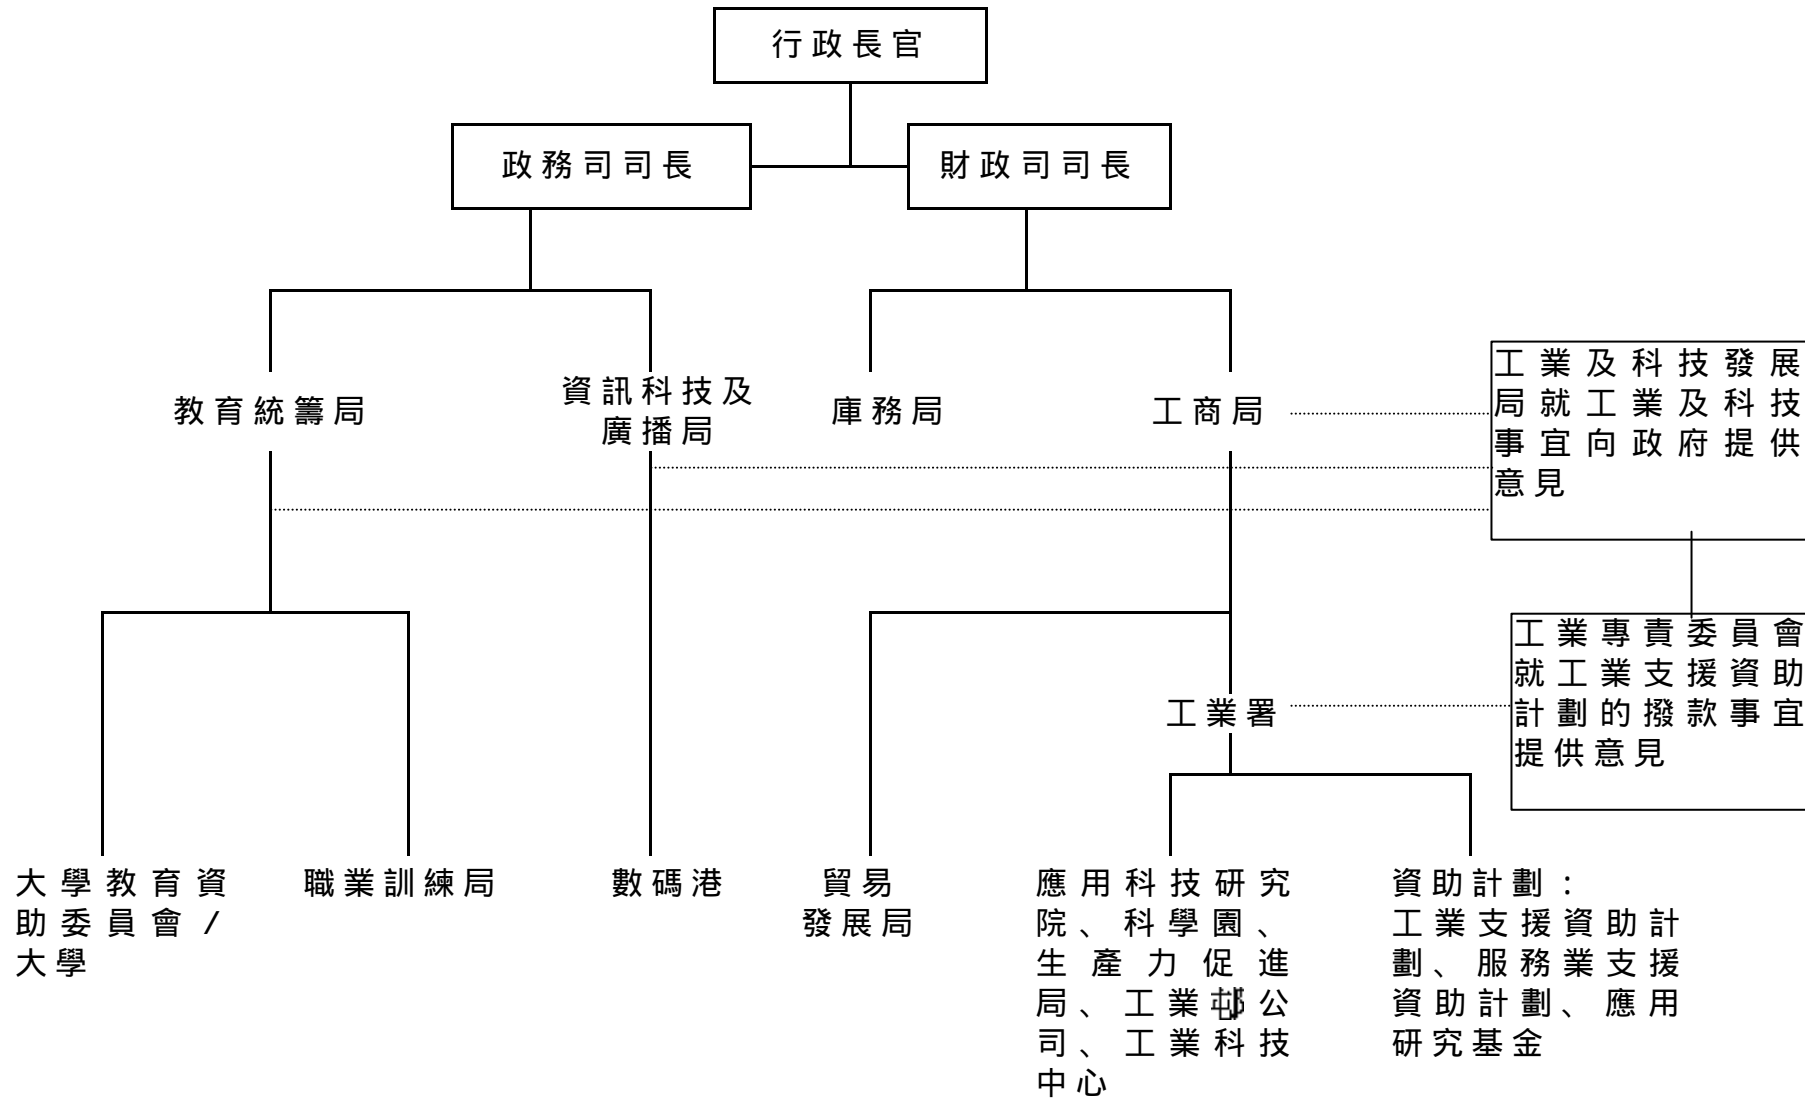 行政長官
政務司司長
財政司司長
教育統籌局
資訊科技及
廣播局
庫務局
工商局
工業及科技發展
局就工業及科技
事宜向政府提供
意見
工業署
工業專責委員會
就工業支援資助
計劃的撥款事宜
提供意見
大學教育資
助委員會/
大學
職業訓練局
數碼港
貿易
發展局
應用科技研究
院、科學園、
生產力促進
局、工業邨公
司、工業科技
中心
資助計劃:
工業支援資助計
劃、服務業支援
資助計劃、應用
研究基金